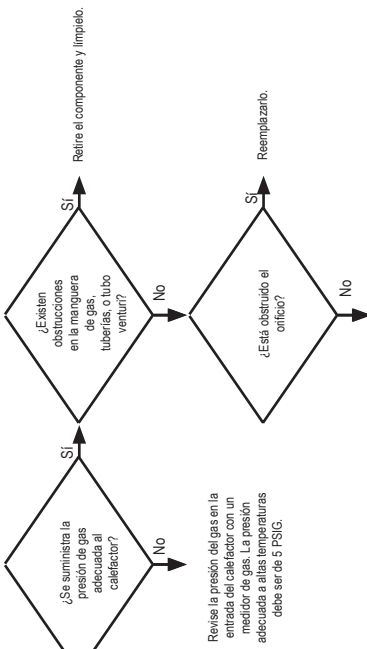 ¿Se suministra la
presión de gas
adecuada al
calefactor?
Sí
No
Revise la presión del gas en la
entrada del calefactor con un
medidor de gas. La presión
adecuada a altas temperaturas
debe ser de 5 PSIG.
¿Existen
obstrucciones
en la manguera
de gas,
tuberías, o tubo
venturi?
Sí
Retire el componente y límpielo.
No
¿Está obstruido el
orificio?
Sí
Reemplazarlo.
No